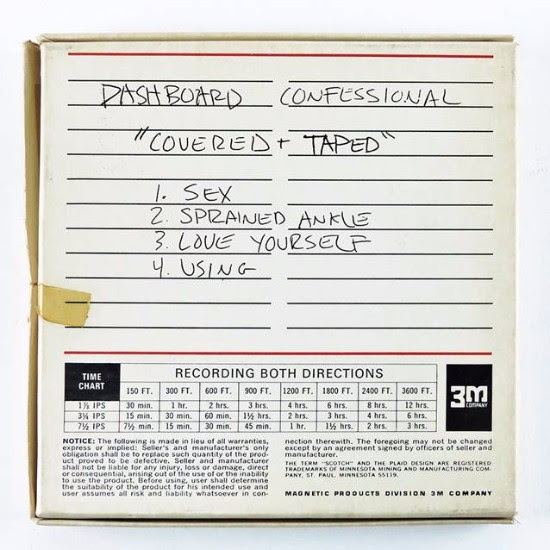 DASHBOARD CONFESSIONAL
"COVERED + TAPED"
1. SEX
2. SPRAINED ANKLE
3. LOVE YOURSELF
4. USING
TIME CHART
RECORDING BOTH DIRECTIONS
150 FT. 300 FT. 600 FT. 900 FT. 1200 FT. 1800 FT. 2400 FT. 3600 FT.
1⅞ IPS 30 min. 1 hr. 2 hrs. 3 hrs. 4 hrs. 6 hrs. 8 hrs. 12 hrs.
3¾ IPS 15 min. 30 min. 60 min. 1½ hrs. 2 hrs. 3 hrs. 4 hrs. 6 hrs.
7½ IPS 7½ min. 15 min. 30 min. 45 min. 1 hr. 1½ hrs. 2 hrs. 3 hrs.
3M
COMPANY
NOTICE: The following is made in lieu of all warranties,
express or implied: Seller's and manufacturer's only
obligation shall be to replace such quantity of the prod-
uct proved to be defective. Seller and manufacturer
shall not be liable for any injury, loss or damage, direct
or consequential, arising out of the use of or the inability
to use the product. Before using, user shall determine
the suitability of the product for his intended use and
user assumes all risk and liability whatsoever in con-
nection therewith. The foregoing may not be changed
except by an agreement signed by officers of seller and
manufacturer.
THE TERM "SCOTCH" AND THE PLAID DESIGN ARE REGISTERED
TRADEMARKS OF MINNESOTA MINING AND MANUFACTURING COM-
PANY, ST. PAUL, MINNESOTA 55119.
MAGNETIC PRODUCTS DIVISION 3M COMPANY